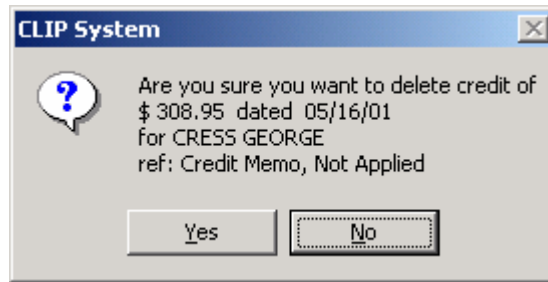 CLIP System
Are you sure you want to delete credit of
$ 308.95  dated  05/16/01
for CRESS GEORGE
ref: Credit Memo, Not Applied
Yes
No